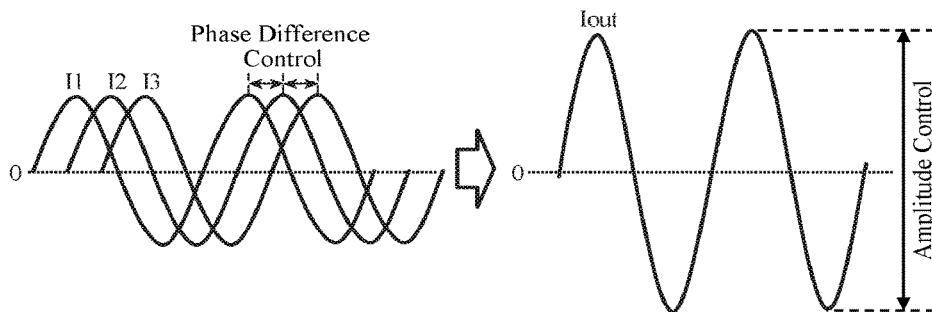 Phase Difference
Control
I1 I2 I3
0
Iout
0
Amplitude Control